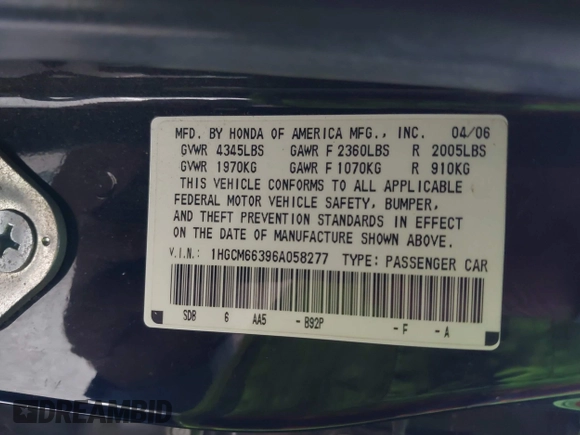 MFD. BY HONDA OF AMERICA MFG., INC. 04/06
GVWR 4345LBS GAWR F 2360LBS R 2005LBS
GVWR 1970KG GAWR F 1070KG R 910KG
THIS VEHICLE CONFORMS TO ALL APPLICABLE
FEDERAL MOTOR VEHICLE SAFETY, BUMPER,
AND THEFT PREVENTION STANDARDS IN EFFECT
ON THE DATE OF MANUFACTURE SHOWN ABOVE.
V.I.N.: 1HGCM66396A058277 TYPE: PASSENGER CAR
SDB 6 AA5 - B92P - F - A
DREAMBID